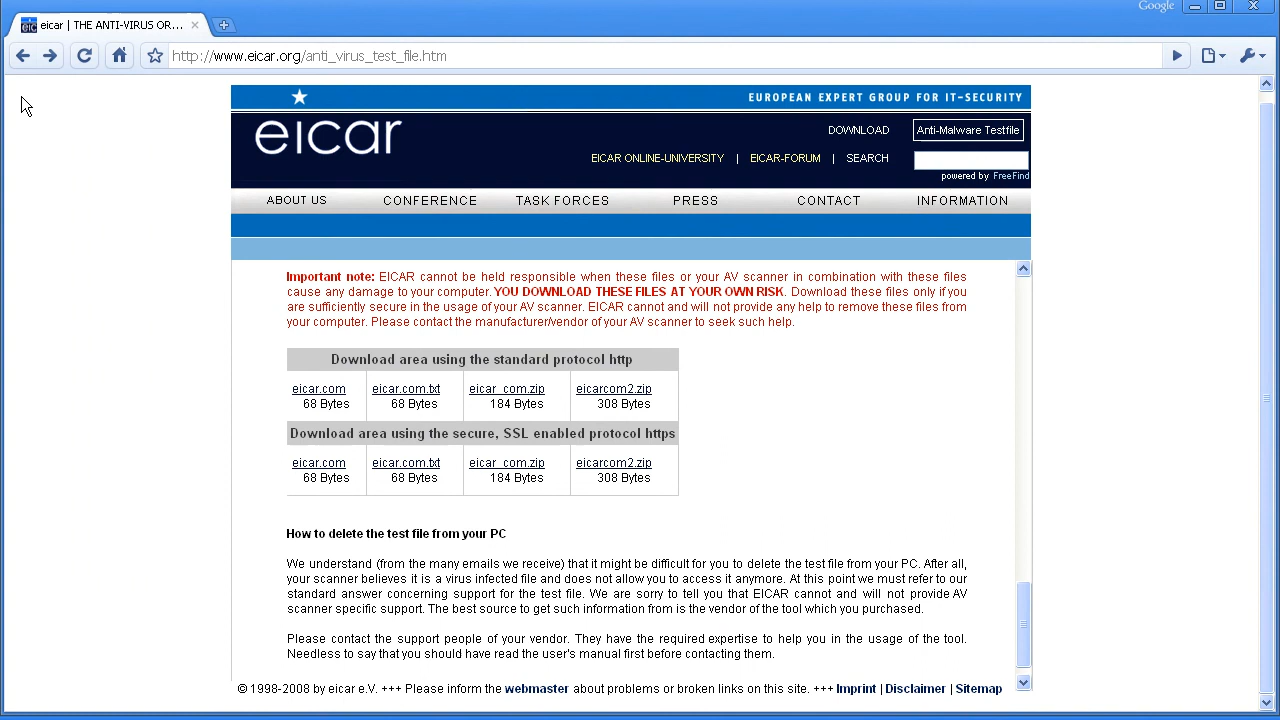 Google
eicar | THE ANTI-VIRUS OR...
http://www.eicar.org/anti_virus_test_file.htm
EUROPEAN EXPERT GROUP FOR IT-SECURITY
eicar
DOWNLOAD Anti-Malware Testfile
EICAR ONLINE-UNIVERSITY | EICAR-FORUM | SEARCH
powered by FreeFind
ABOUT US CONFERENCE TASK FORCES PRESS CONTACT INFORMATION
Important note: EICAR cannot be held responsible when these files or your AV scanner in combination with these files
cause any damage to your computer. YOU DOWNLOAD THESE FILES AT YOUR OWN RISK. Download these files only if you
are sufficiently secure in the usage of your AV scanner. EICAR cannot and will not provide any help to remove these files from
your computer. Please contact the manufacturer/vendor of your AV scanner to seek such help.
Download area using the standard protocol http
eicar.com eicar.com.txt eicar_com.zip eicarcom2.zip
68 Bytes 68 Bytes 184 Bytes 308 Bytes
Download area using the secure, SSL enabled protocol https
eicar.com eicar.com.txt eicar_com.zip eicarcom2.zip
68 Bytes 68 Bytes 184 Bytes 308 Bytes
How to delete the test file from your PC
We understand (from the many emails we receive) that it might be difficult for you to delete the test file from your PC. After all,
your scanner believes it is a virus infected file and does not allow you to access it anymore. At this point we must refer to our
standard answer concerning support for the test file. We are sorry to tell you that EICAR cannot and will not provide AV
scanner specific support. The best source to get such information from is the vendor of the tool which you purchased.
Please contact the support people of your vendor. They have the required expertise to help you in the usage of the tool.
Needless to say that you should have read the user's manual first before contacting them.
© 1998-2008 by eicar e.V. +++ Please inform the webmaster about problems or broken links on this site. +++ Imprint | Disclaimer | Sitemap